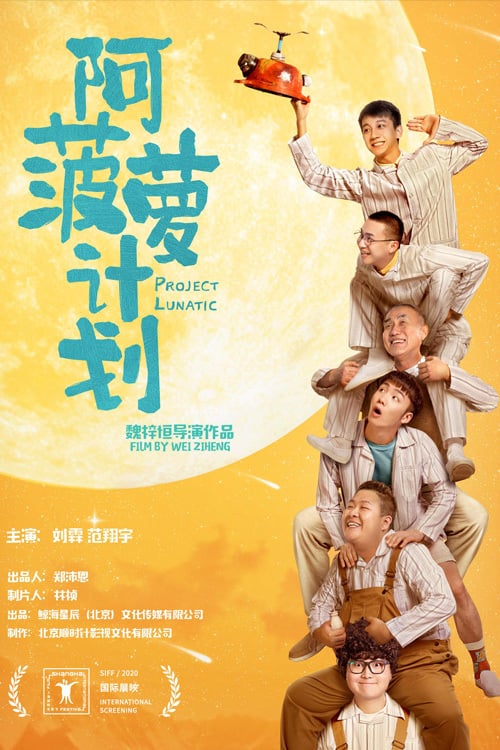 阿
菠萝
计
划
PROJECT
LUNATIC
魏梓恒导演作品
FILM BY WEI ZIHENG
主演: 刘霖 范翔宇
出品人: 郑沛恩
制片人: 林桢
出品: 鲸海星辰(北京)文化传媒有限公司
制作: 北京顺时计影视文化有限公司
SHANGHAI
SIFF / 2020
国际展映
INTERNATIONAL
SCREENING